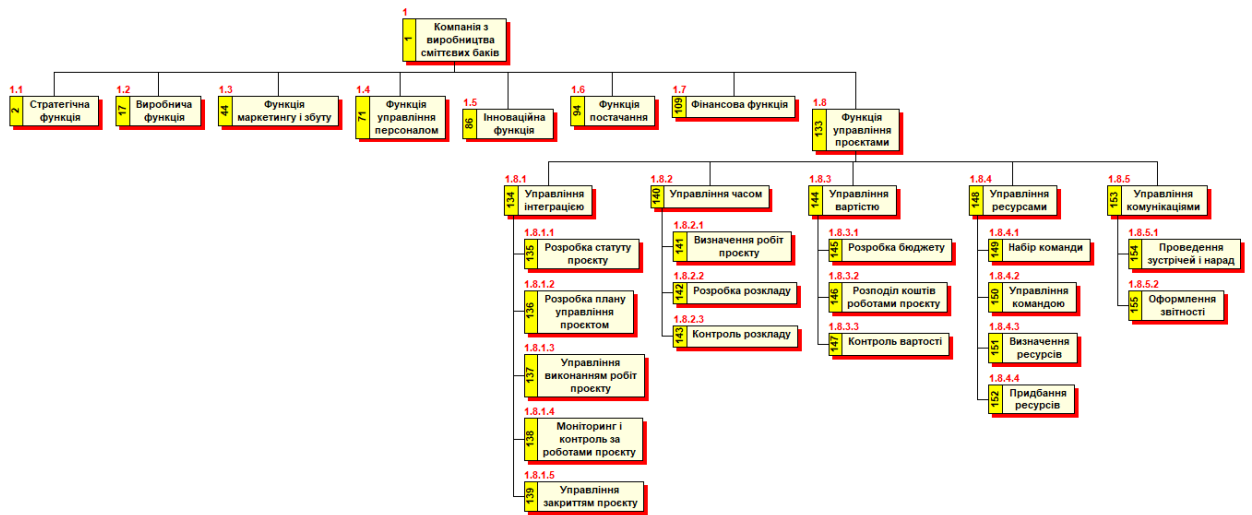 1
1
Компанія з
виробництва
сміттєвих баків
1.1
2
Стратегічна
функція
1.2
17
Виробнича
функція
1.3
44
Функція
маркетингу і збуту
1.4
71
Функція
управління
персоналом
1.5
86
Інноваційна
функція
1.6
94
Функція
постачання
1.7
109
Фінансова функція
1.8
133
Функція
управління
проєктами
1.8.1
134
Управління
інтеграцією
1.8.1.1
135
Розробка статуту
проєкту
1.8.1.2
136
Розробка плану
управління
проєктом
1.8.1.3
137
Управління
виконанням робіт
проєкту
1.8.1.4
138
Моніторинг і
контроль за
роботами проєкту
1.8.1.5
139
Управління
закриттям проєкту
1.8.2
140
Управління часом
1.8.2.1
141
Визначення робіт
проєкту
1.8.2.2
142
Розробка розкладу
1.8.2.3
143
Контроль розкладу
1.8.3
144
Управління
вартістю
1.8.3.1
145
Розробка бюджету
1.8.3.2
146
Розподіл коштів
роботами проєкту
1.8.3.3
147
Контроль вартості
1.8.4
148
Управління
ресурсами
1.8.4.1
149
Набір команди
1.8.4.2
150
Управління
командою
1.8.4.3
151
Визначення
ресурсів
1.8.4.4
152
Придбання
ресурсів
1.8.5
153
Управління
комунікаціями
1.8.5.1
154
Проведення
зустрічей і нарад
1.8.5.2
155
Оформлення
звітності